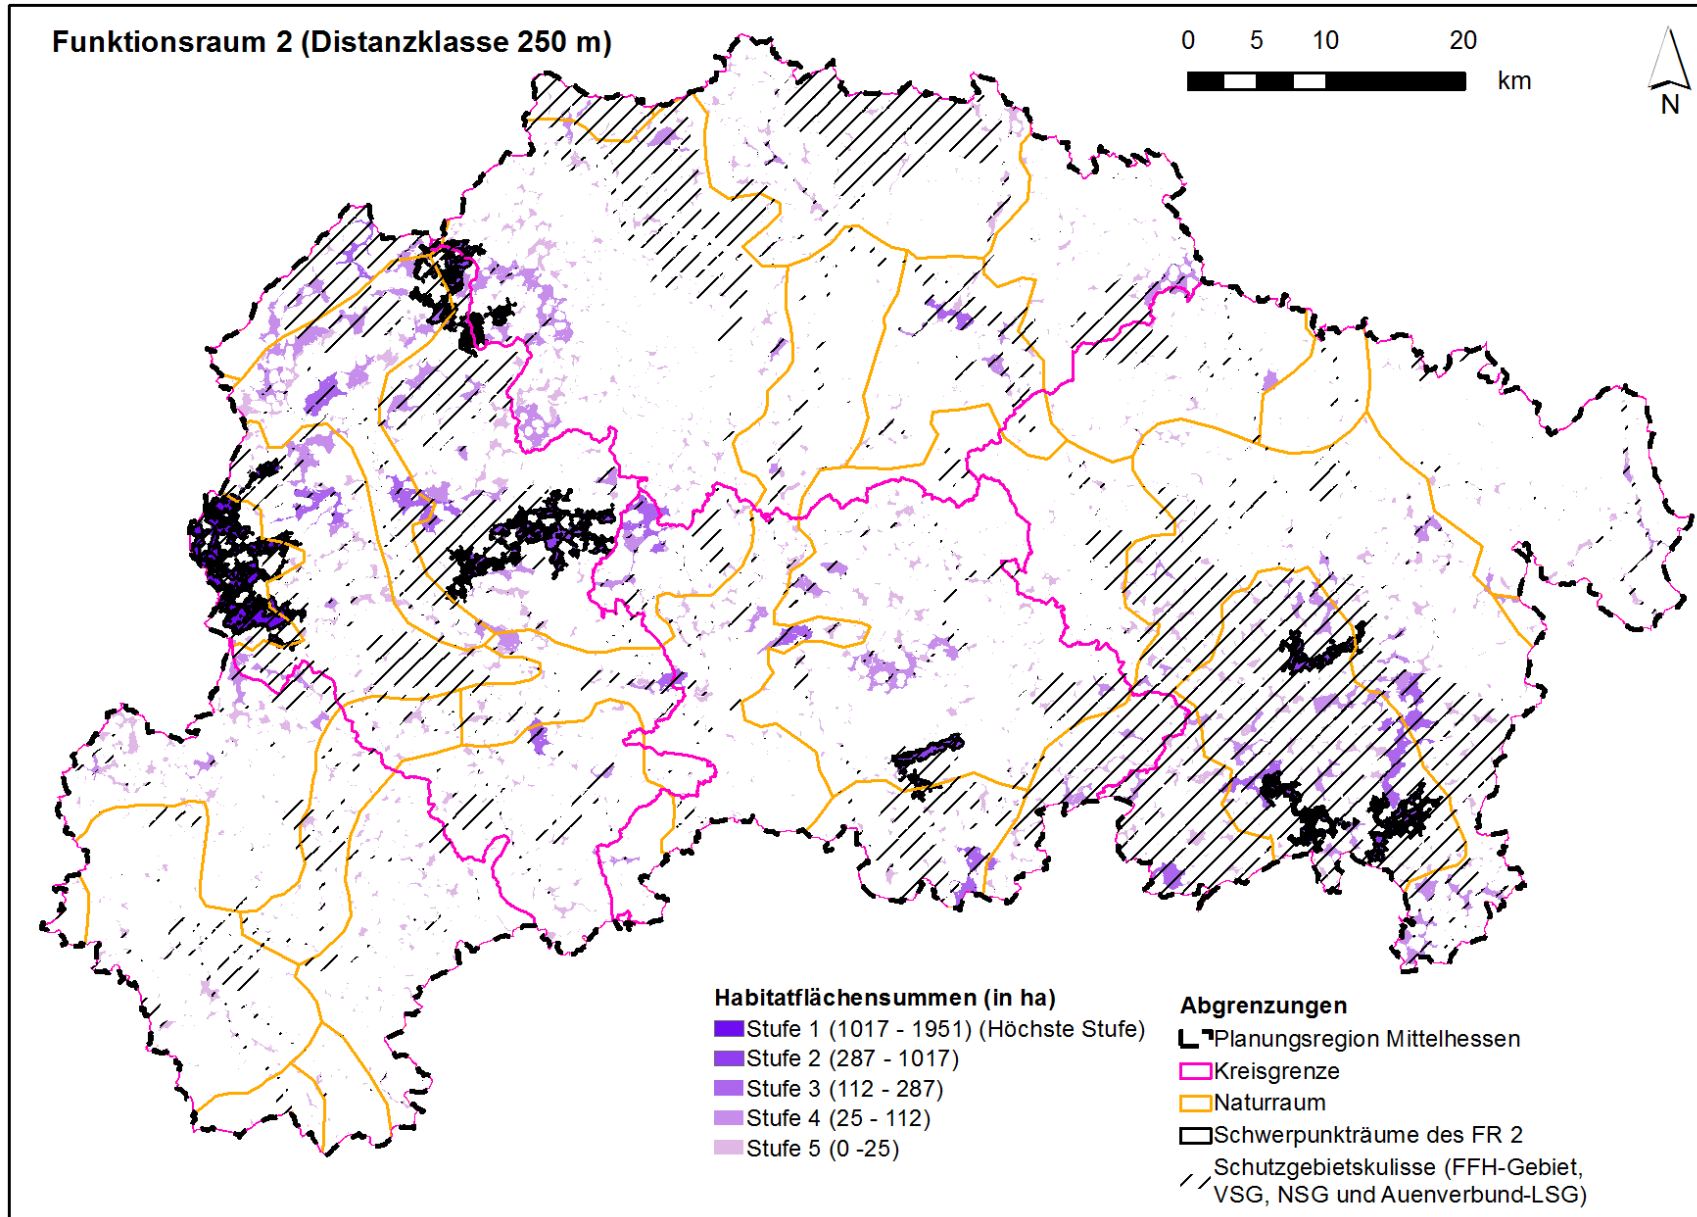 Funktionsraum 2 (Distanzklasse 250 m)
0 5 10 20
km
N
Habitatflächensummen (in ha)
Stufe 1 (1017 - 1951) (Höchste Stufe)
Stufe 2 (287 - 1017)
Stufe 3 (112 - 287)
Stufe 4 (25 - 112)
Stufe 5 (0 -25)
Abgrenzungen
Planungsregion Mittelhessen
Kreisgrenze
Naturraum
Schwerpunkträume des FR 2
Schutzgebietskulisse (FFH-Gebiet,
VSG, NSG und Auenverbund-LSG)